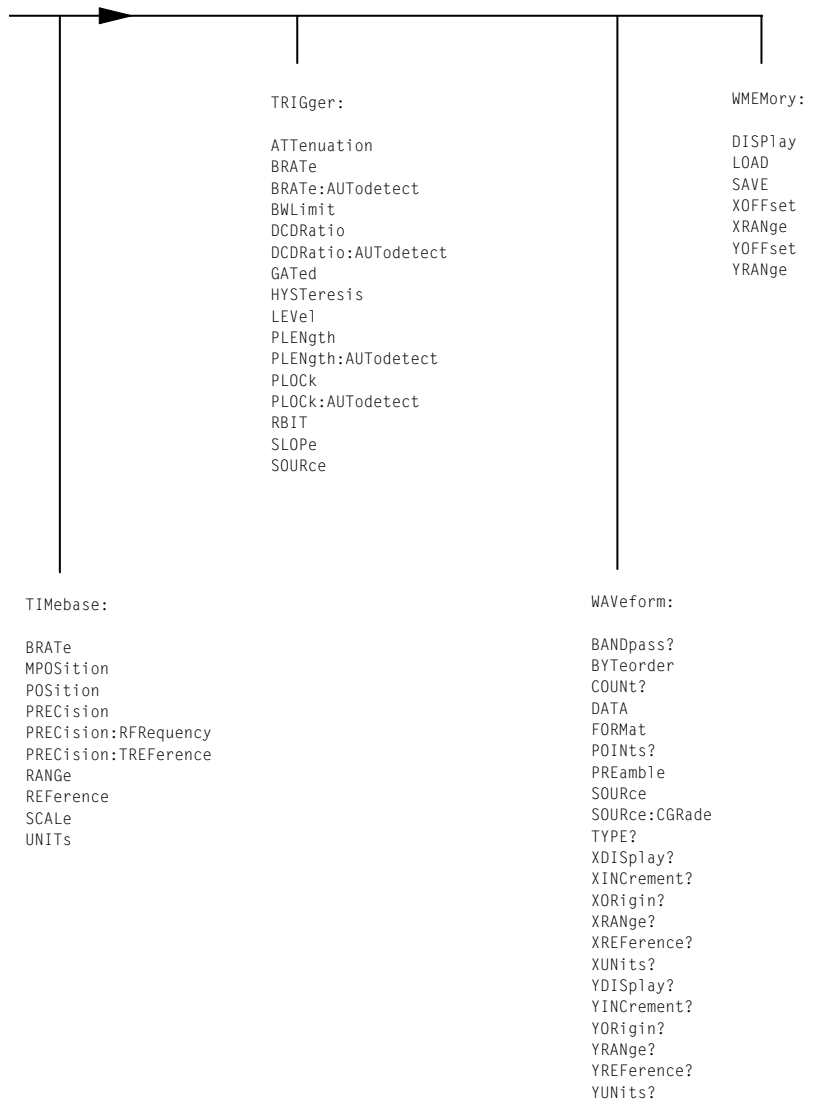 TRIGger:
ATTenuation
BRATe
BRATe:AUTodetect
BWLimit
DCDRatio
DCDRatio:AUTodetect
GATed
HYSTeresis
LEVel
PLENgth
PLENgth:AUTodetect
PLOCk
PLOCk:AUTodetect
RBIT
SLOPe
SOURce
WMEMory:
DISPlay
LOAD
SAVE
XOFFset
XRANge
YOFFset
YRANge
TIMebase:
BRATe
MPOSition
POSition
PRECision
PRECision:RFRequency
PRECision:TREFerence
RANGe
REFerence
SCALe
UNITs
WAVeform:
BANDpass?
BYTeorder
COUNt?
DATA
FORMat
POINts?
PREamble
SOURce
SOURce:CGRade
TYPE?
XDISplay?
XINCrement?
XORigin?
XRANge?
XREFerence?
XUNits?
YDISplay?
YINCrement?
YORigin?
YRANge?
YREFerence?
YUNits?